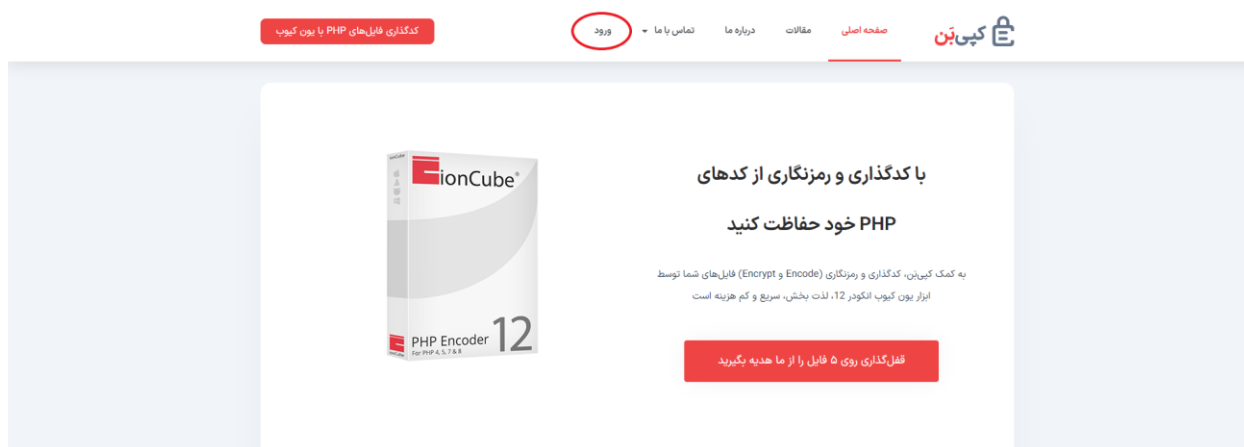 کپی‌بَن
صفحه اصلی
مقالات
درباره ما
تماس با ما
ورود
کدگذاری فایل‌های PHP با یون کیوب
با کدگذاری و رمزنگاری از کدهای
PHP خود حفاظت کنید
به کمک کپی‌بَن، کدگذاری و رمزنگاری (Encode و Encrypt) فایل‌های شما توسط
ابزار یون کیوب انکودر 12، لذت بخش، سریع و کم هزینه است
قفل‌گذاری روی ۵ فایل را از ما هدیه بگیرید
ionCube®
PHP Encoder 12
For PHP 4, 5, 7 & 8